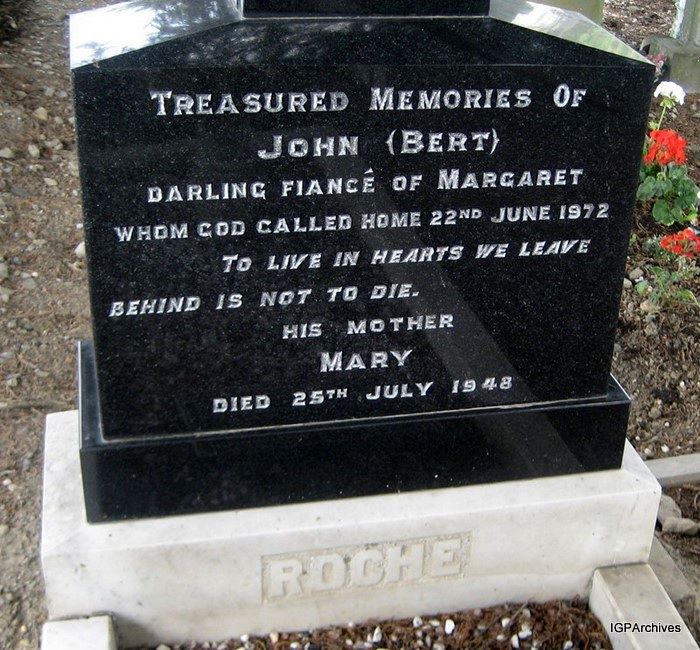 TREASURED MEMORIES OF
JOHN (BERT)
DARLING FIANCÉ OF MARGARET
WHOM GOD CALLED HOME 22ND JUNE 1972
TO LIVE IN HEARTS WE LEAVE
BEHIND IS NOT TO DIE.
HIS MOTHER
MARY
DIED 25TH JULY 1948
ROCHE
IGPArchives